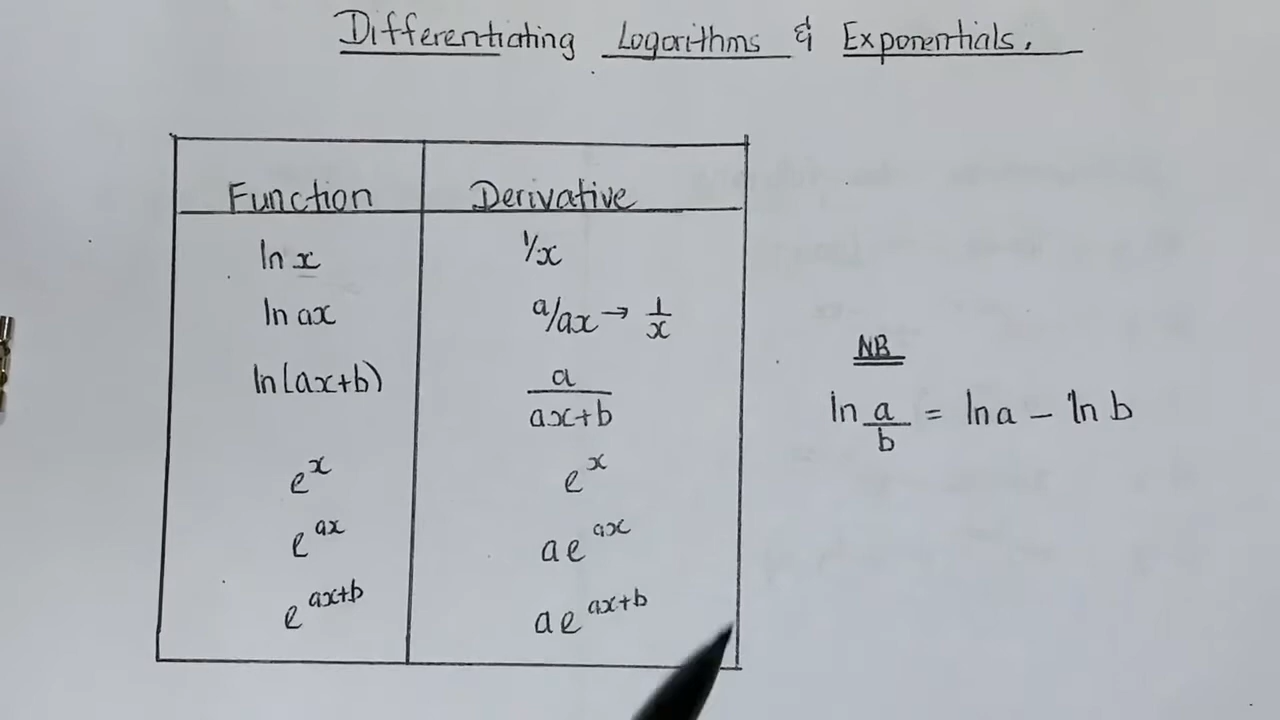 Differentiating Logarithms & Exponentials.
Function Derivative
ln x 1/x
ln ax a/ax → 1/x
ln(ax+b) a/(ax+b)
NB
ln a/b = ln a - ln b
e^x e^x
e^ax ae^ax
e^ax+b ae^ax+b